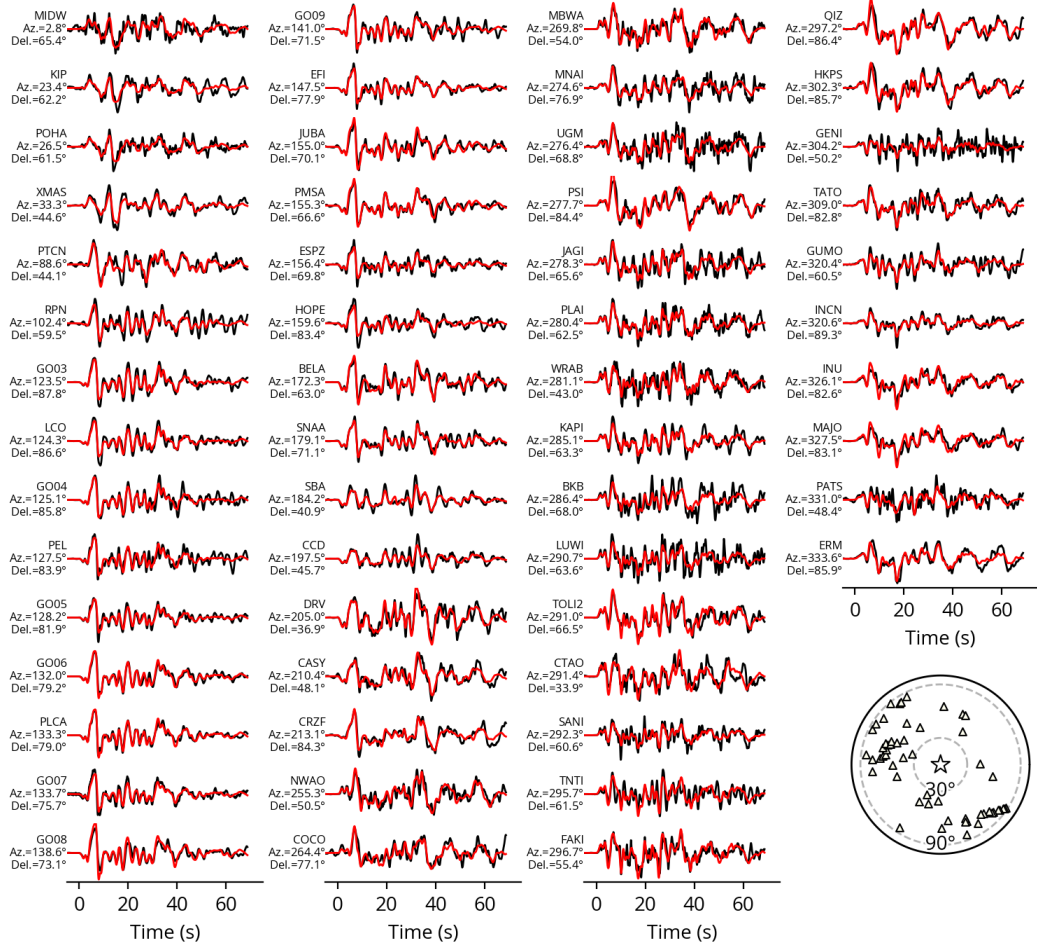 MIDW
Az.=2.8°
Del.=65.4°
KIP
Az.=23.4°
Del.=62.2°
POHA
Az.=26.5°
Del.=61.5°
XMAS
Az.=33.3°
Del.=44.6°
PTCN
Az.=88.6°
Del.=44.1°
RPN
Az.=102.4°
Del.=59.5°
GO03
Az.=123.5°
Del.=87.8°
LCO
Az.=124.3°
Del.=86.6°
GO04
Az.=125.1°
Del.=85.8°
PEL
Az.=127.5°
Del.=83.9°
GO05
Az.=128.2°
Del.=81.9°
GO06
Az.=132.0°
Del.=79.2°
PLCA
Az.=133.3°
Del.=79.0°
GO07
Az.=133.7°
Del.=75.7°
GO08
Az.=138.6°
Del.=73.1°
0 20 40 60
Time (s)
GO09
Az.=141.0°
Del.=71.5°
EFI
Az.=147.5°
Del.=77.9°
JUBA
Az.=155.0°
Del.=70.1°
PMSA
Az.=155.3°
Del.=66.6°
ESPZ
Az.=156.4°
Del.=69.8°
HOPE
Az.=159.6°
Del.=83.4°
BELA
Az.=172.3°
Del.=63.0°
SNAA
Az.=179.1°
Del.=71.1°
SBA
Az.=184.2°
Del.=40.9°
CCD
Az.=197.5°
Del.=45.7°
DRV
Az.=205.0°
Del.=36.9°
CASY
Az.=210.4°
Del.=48.1°
CRZF
Az.=213.1°
Del.=84.3°
NWAO
Az.=255.3°
Del.=50.5°
COCO
Az.=264.4°
Del.=77.1°
0 20 40 60
Time (s)
MBWA
Az.=269.8°
Del.=54.0°
MNAI
Az.=274.6°
Del.=76.9°
UGM
Az.=276.4°
Del.=68.8°
PSI
Az.=277.7°
Del.=84.4°
JAGI
Az.=278.3°
Del.=65.6°
PLAI
Az.=280.4°
Del.=62.5°
WRAB
Az.=281.1°
Del.=43.0°
KAPI
Az.=285.1°
Del.=63.3°
BKB
Az.=286.4°
Del.=68.0°
LUWI
Az.=290.7°
Del.=63.6°
TOLI2
Az.=291.0°
Del.=66.5°
CTAO
Az.=291.4°
Del.=33.9°
SANI
Az.=292.3°
Del.=60.6°
TNTI
Az.=295.7°
Del.=61.5°
FAKI
Az.=296.7°
Del.=55.4°
0 20 40 60
Time (s)
QIZ
Az.=297.2°
Del.=86.4°
HKPS
Az.=302.3°
Del.=85.7°
GENI
Az.=304.2°
Del.=50.2°
TATO
Az.=309.0°
Del.=82.8°
GUMO
Az.=320.4°
Del.=60.5°
INCN
Az.=320.6°
Del.=89.3°
INU
Az.=326.1°
Del.=82.6°
MAJO
Az.=327.5°
Del.=83.1°
PATS
Az.=331.0°
Del.=48.4°
ERM
Az.=333.6°
Del.=85.9°
0 20 40 60
Time (s)
30°
90°